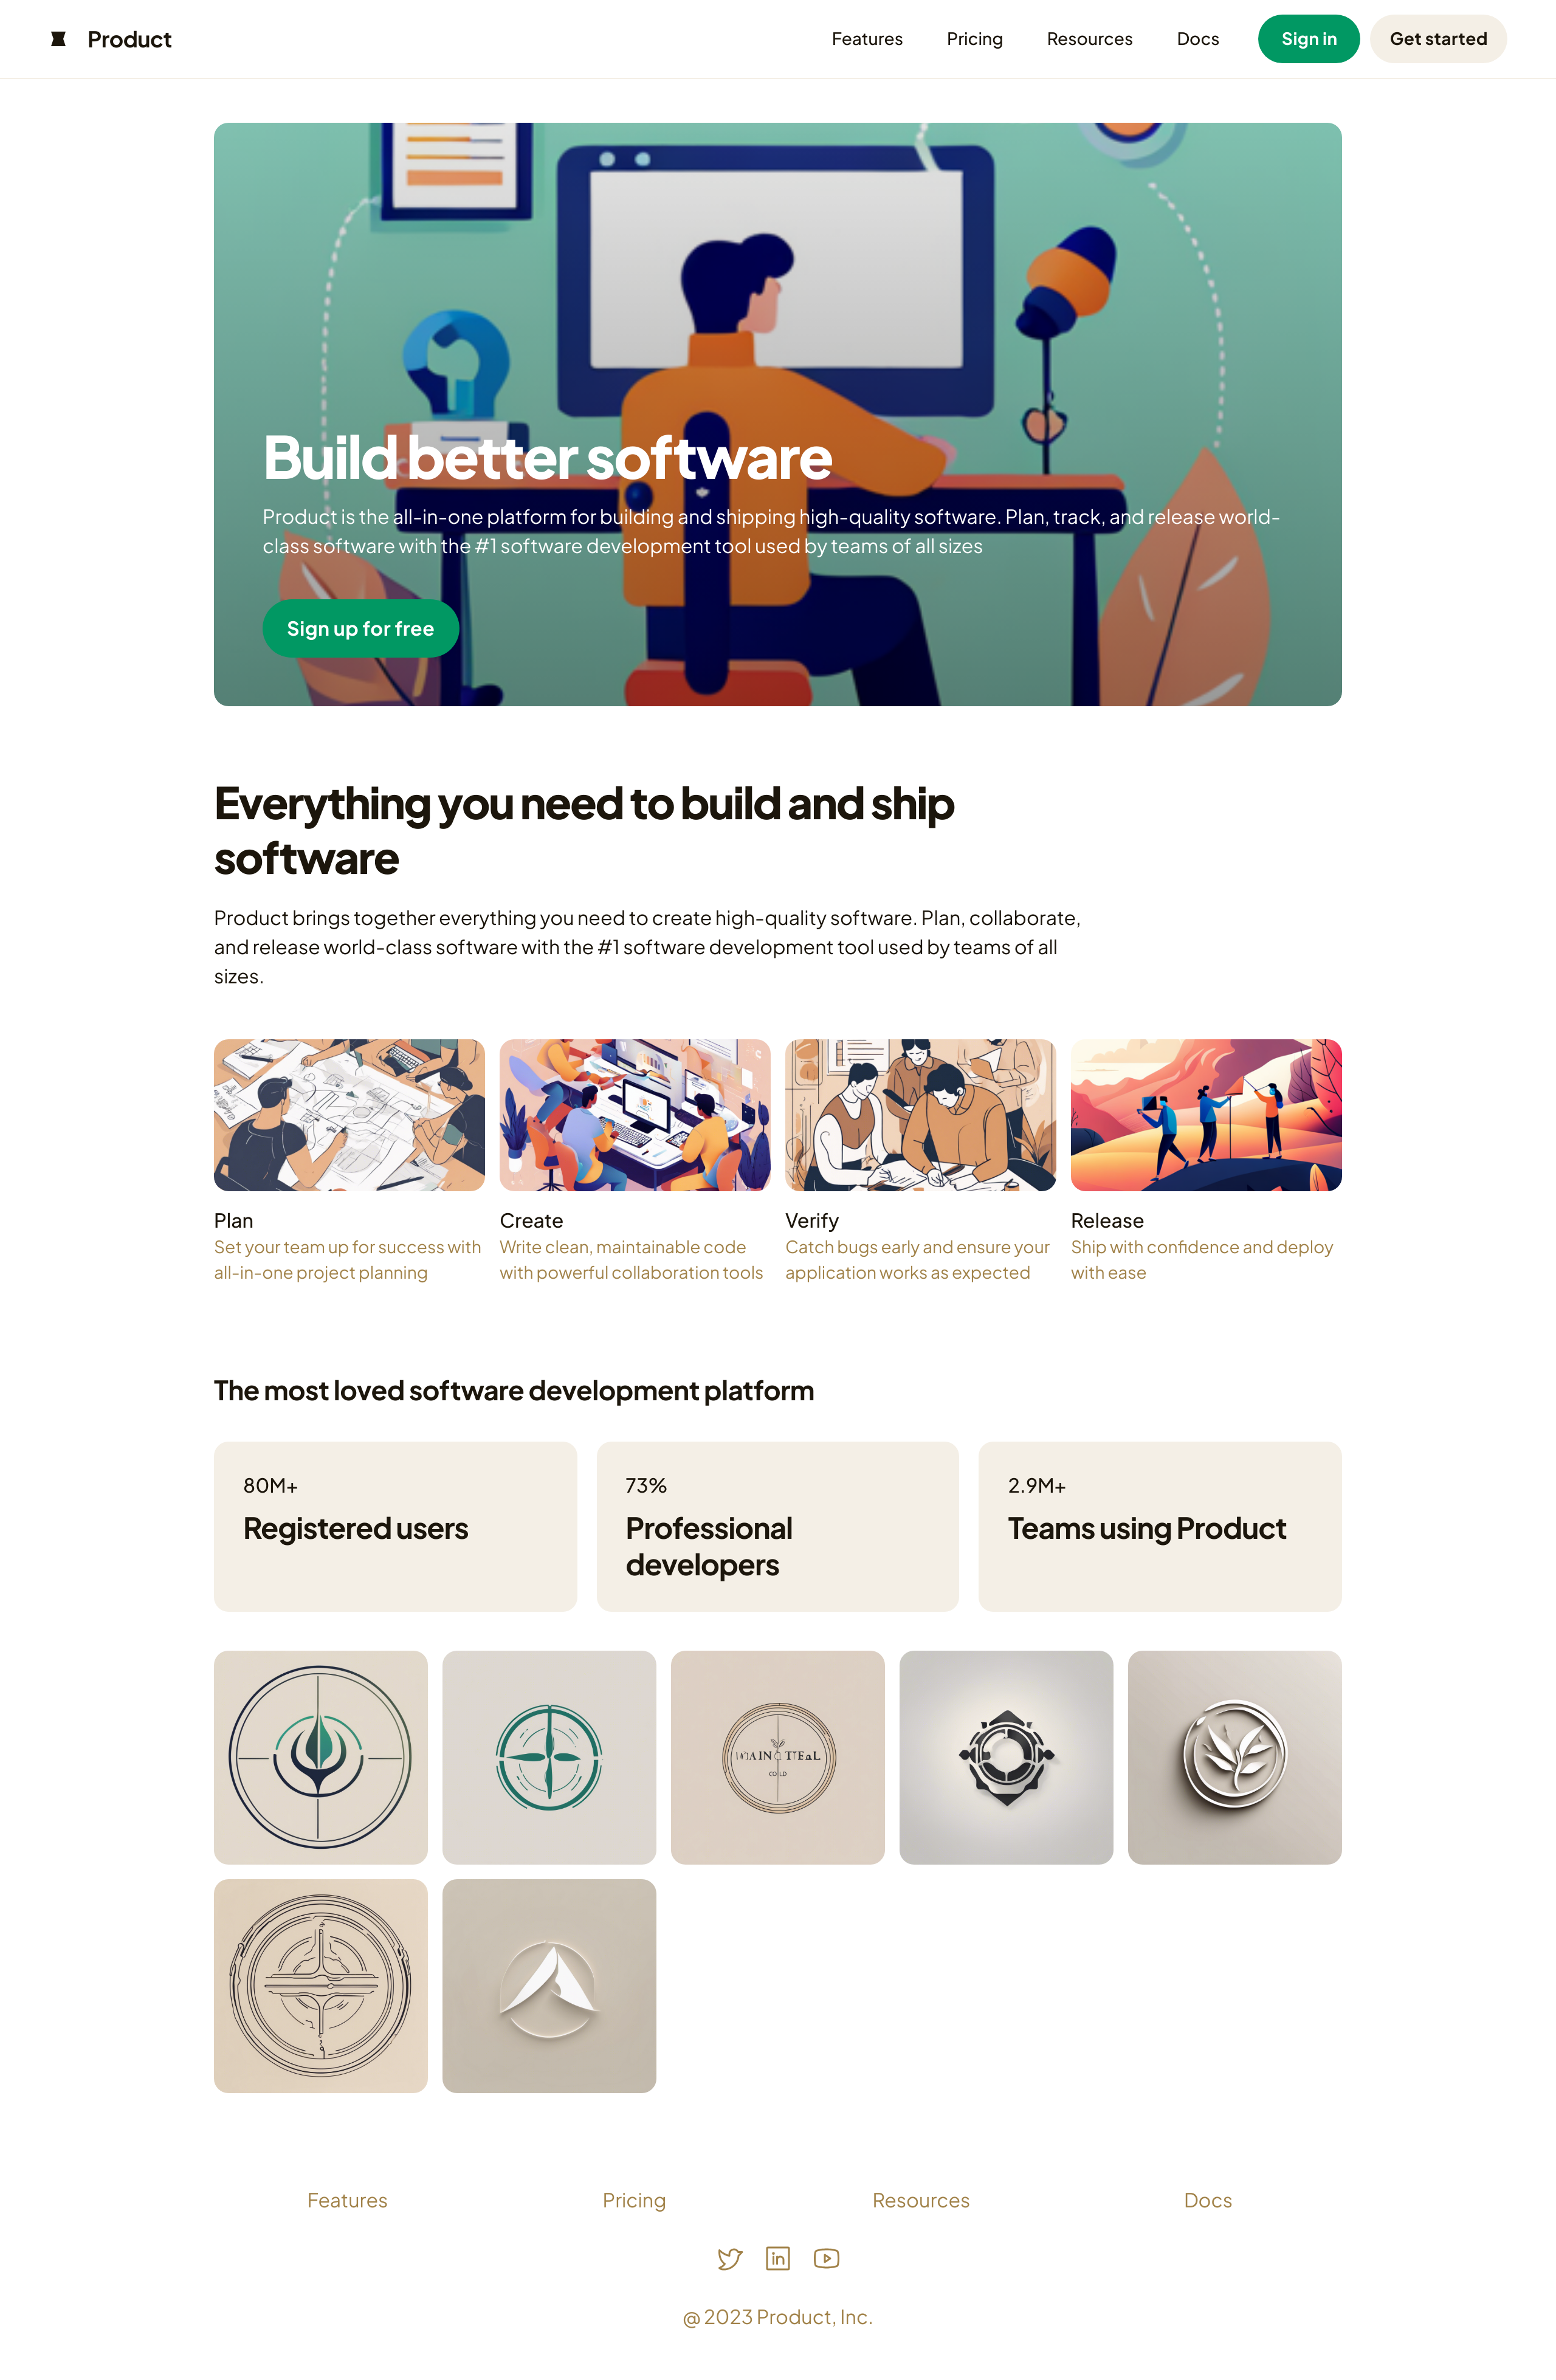 Product
Features
Pricing
Resources
Docs
Sign in
Get started
Build better software
Product is the all-in-one platform for building and shipping high-quality software. Plan, track, and release world-
class software with the #1 software development tool used by teams of all sizes
Sign up for free
Everything you need to build and ship
software
Product brings together everything you need to create high-quality software. Plan, collaborate,
and release world-class software with the #1 software development tool used by teams of all
sizes.
Plan
Set your team up for success with
all-in-one project planning
Create
Write clean, maintainable code
with powerful collaboration tools
Verify
Catch bugs early and ensure your
application works as expected
Release
Ship with confidence and deploy
with ease
The most loved software development platform
80M+
Registered users
73%
Professional
developers
2.9M+
Teams using Product
Features
Pricing
Resources
Docs
in
@ 2023 Product, Inc.